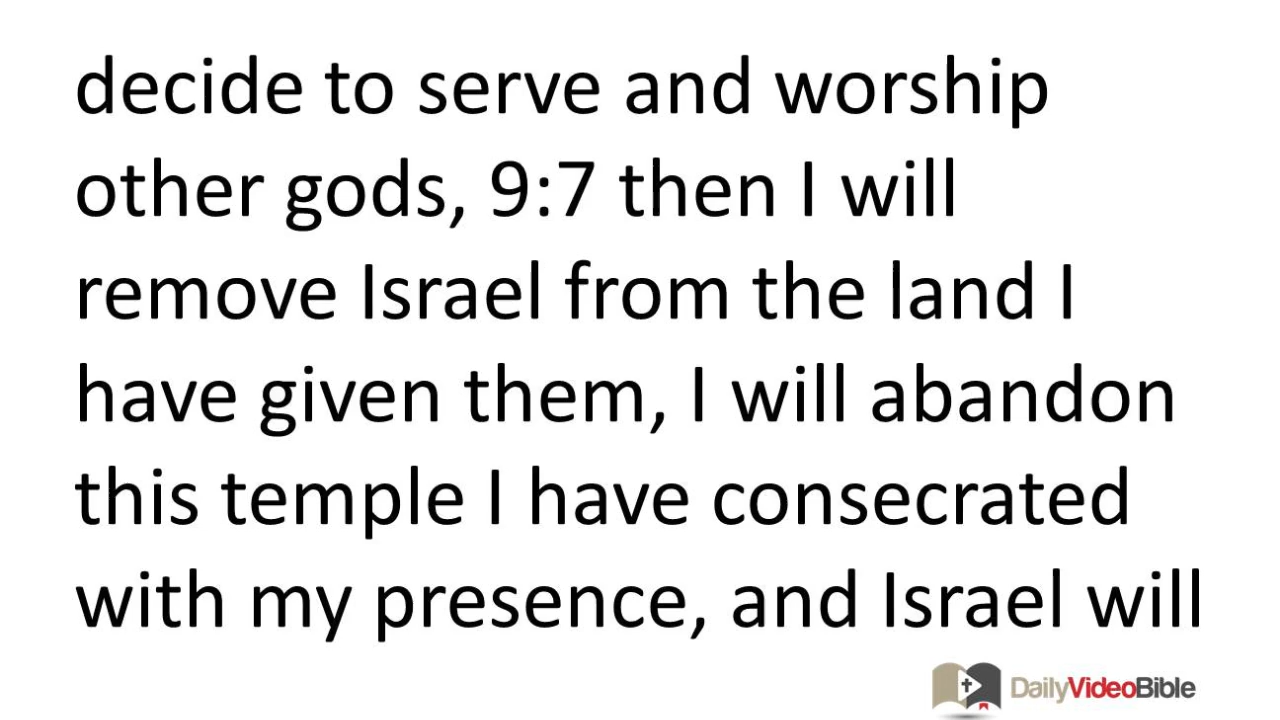 decide to serve and worship
other gods, 9:7 then I will
remove Israel from the land I
have given them, I will abandon
this temple I have consecrated
with my presence, and Israel will
DailyVideoBible